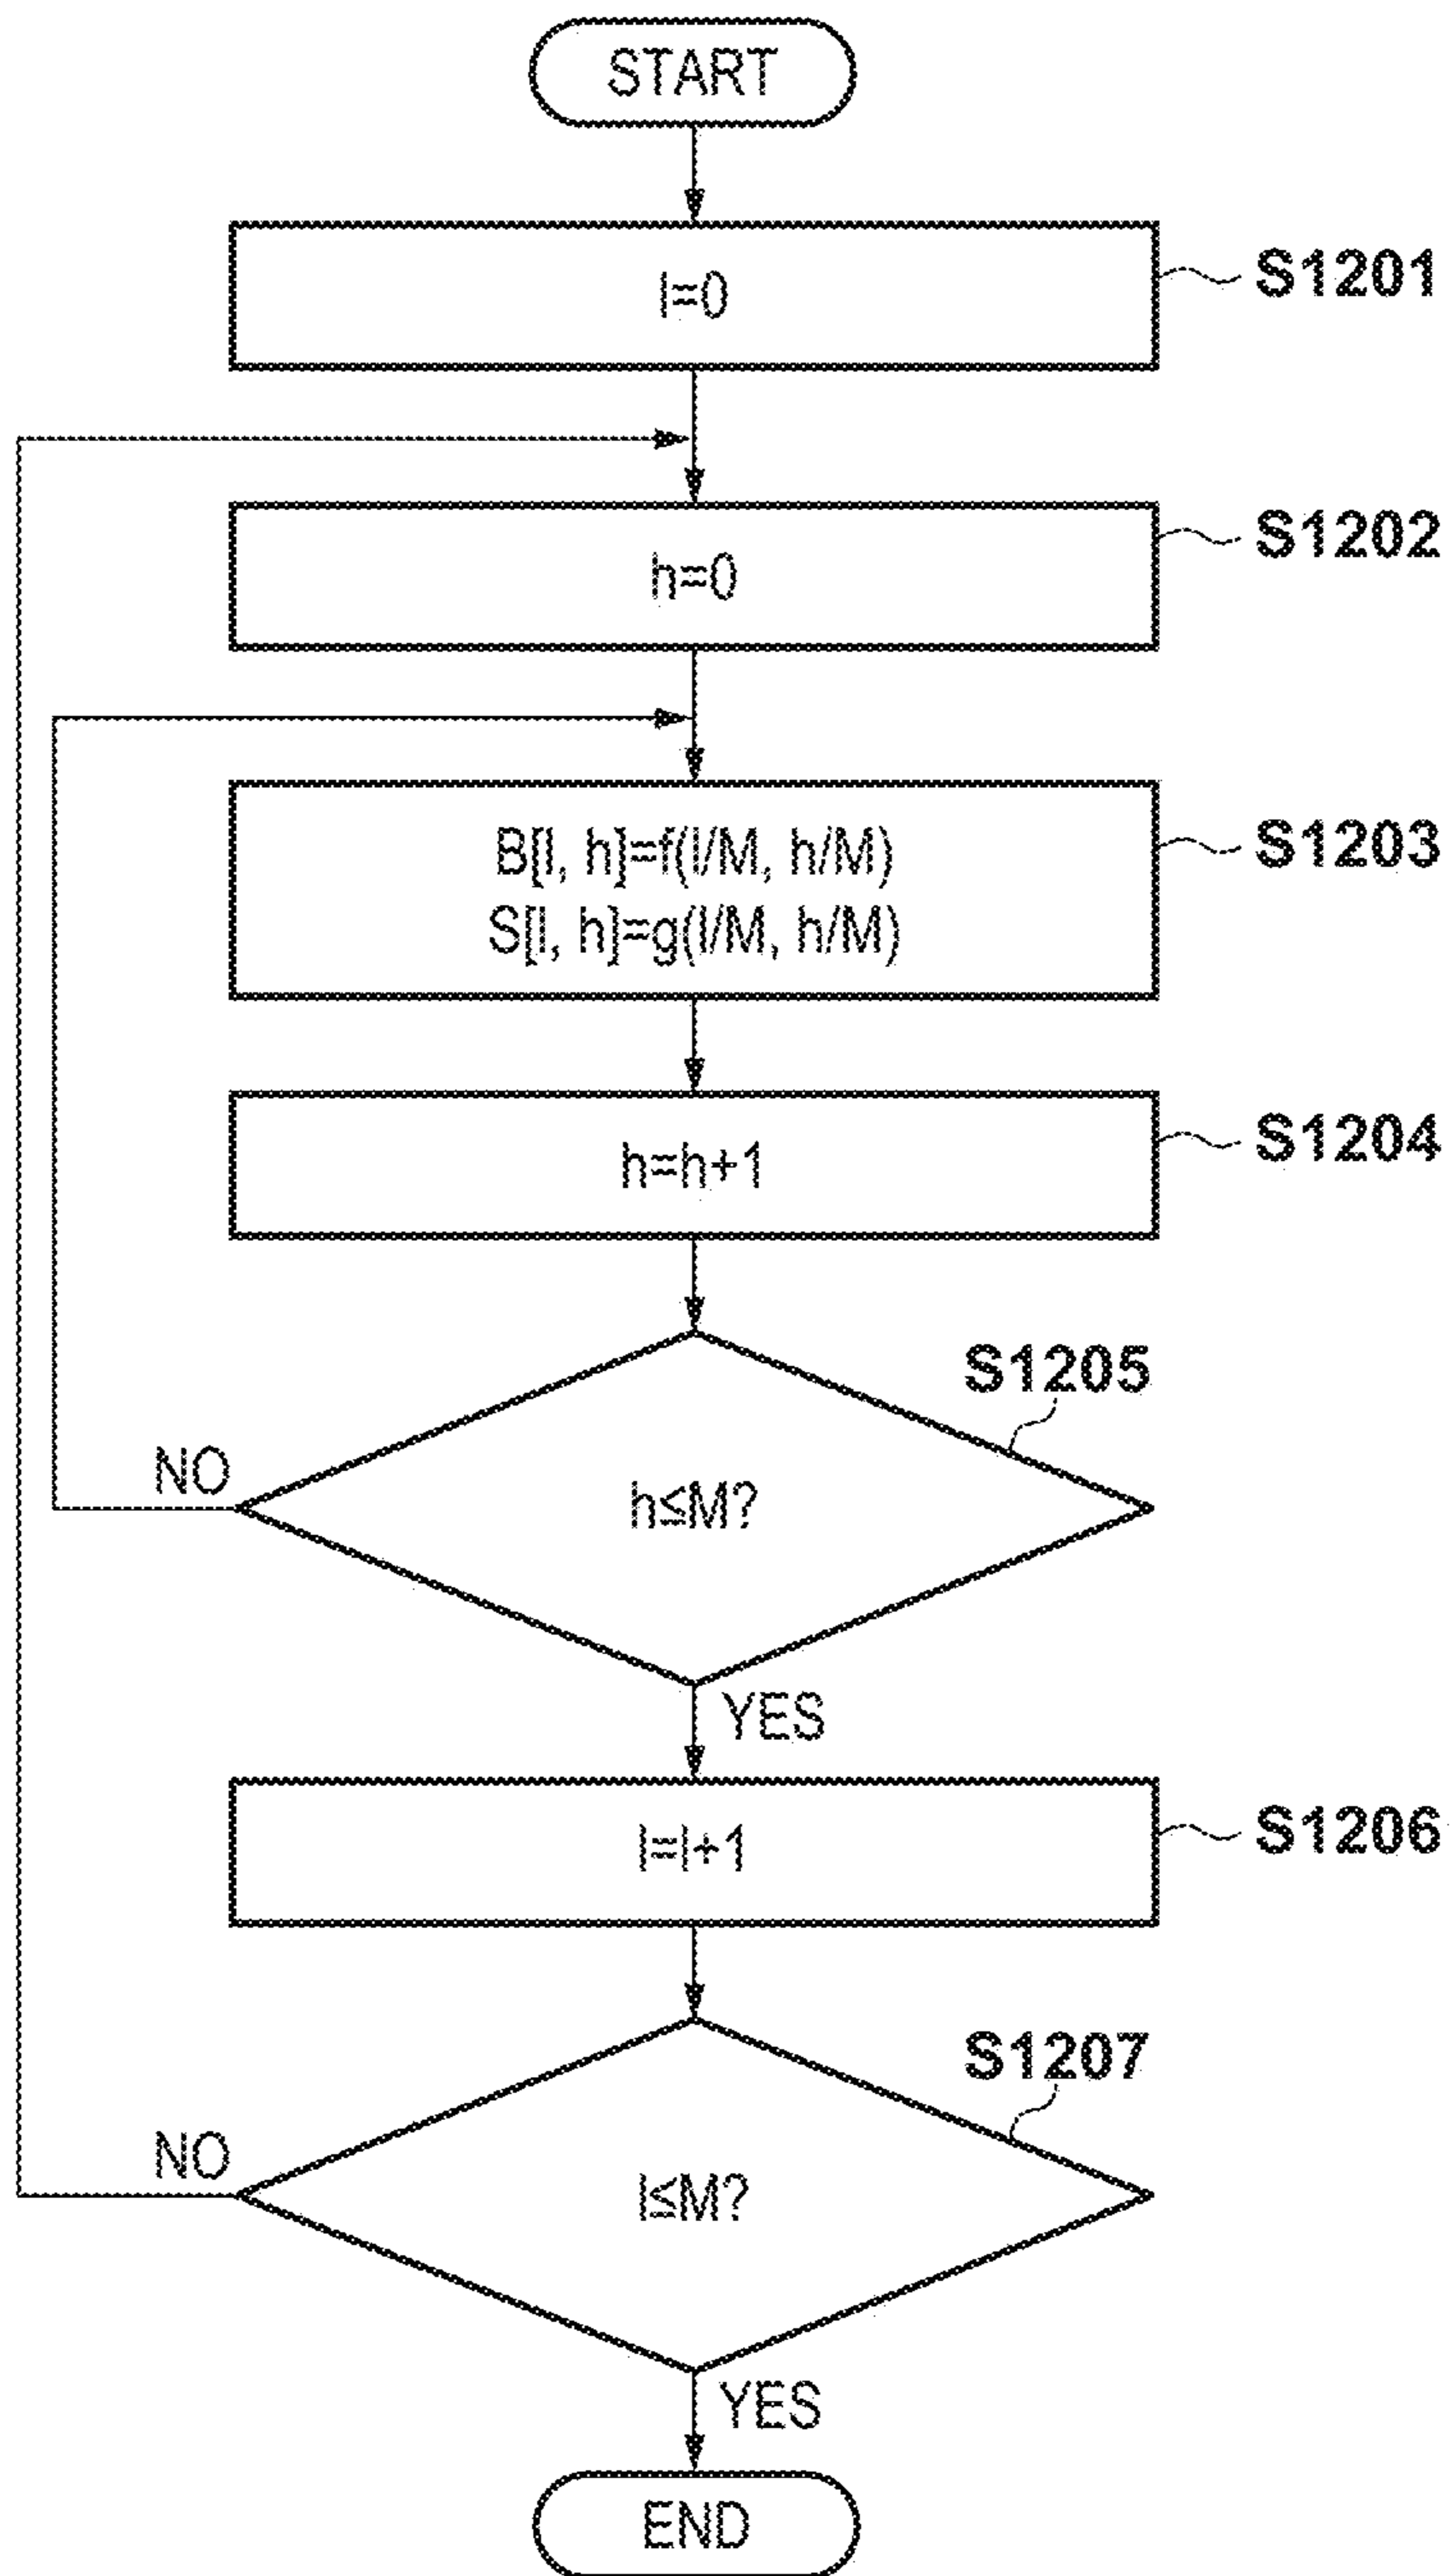 START
l=0
S1201
h=0
S1202
B[l, h]=f(l/M, h/M)
S[l, h]=g(l/M, h/M)
S1203
h=h+1
S1204
S1205
NO
h≤M?
YES
l=l+1
S1206
S1207
NO
l≤M?
YES
END